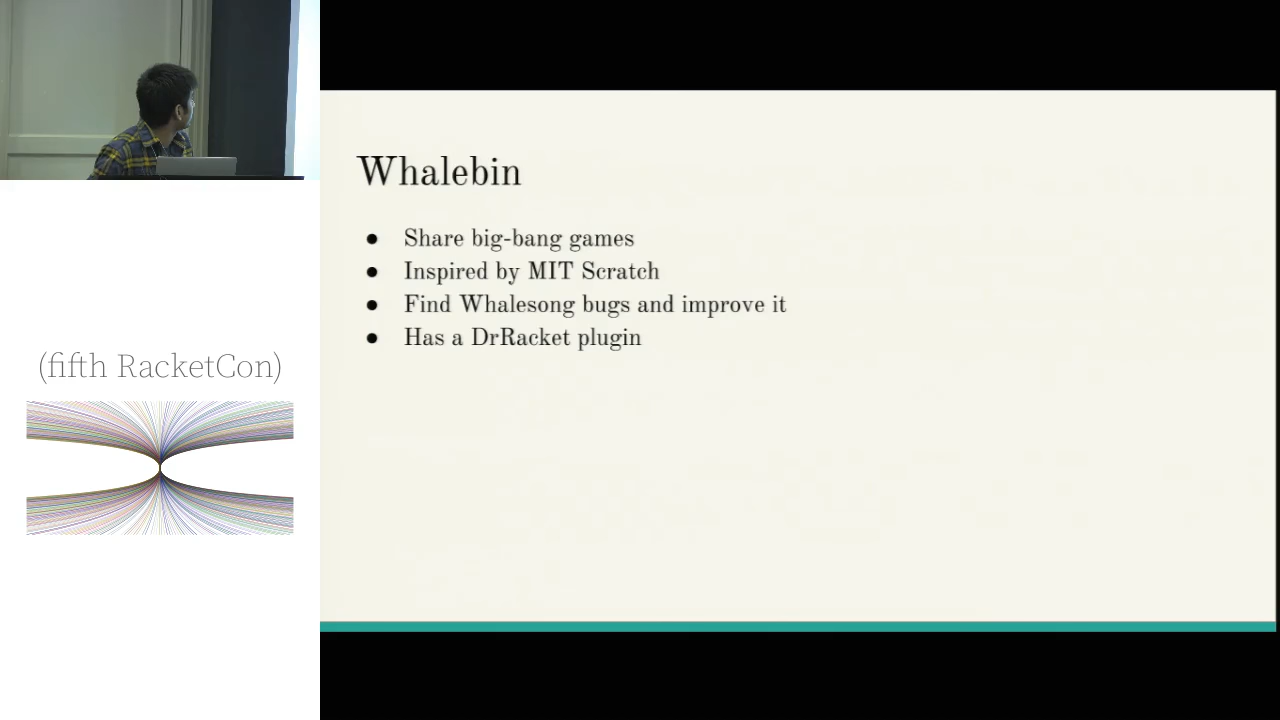 Whalebin
● Share big-bang games
● Inspired by MIT Scratch
● Find Whalesong bugs and improve it
● Has a DrRacket plugin
(fifth RacketCon)